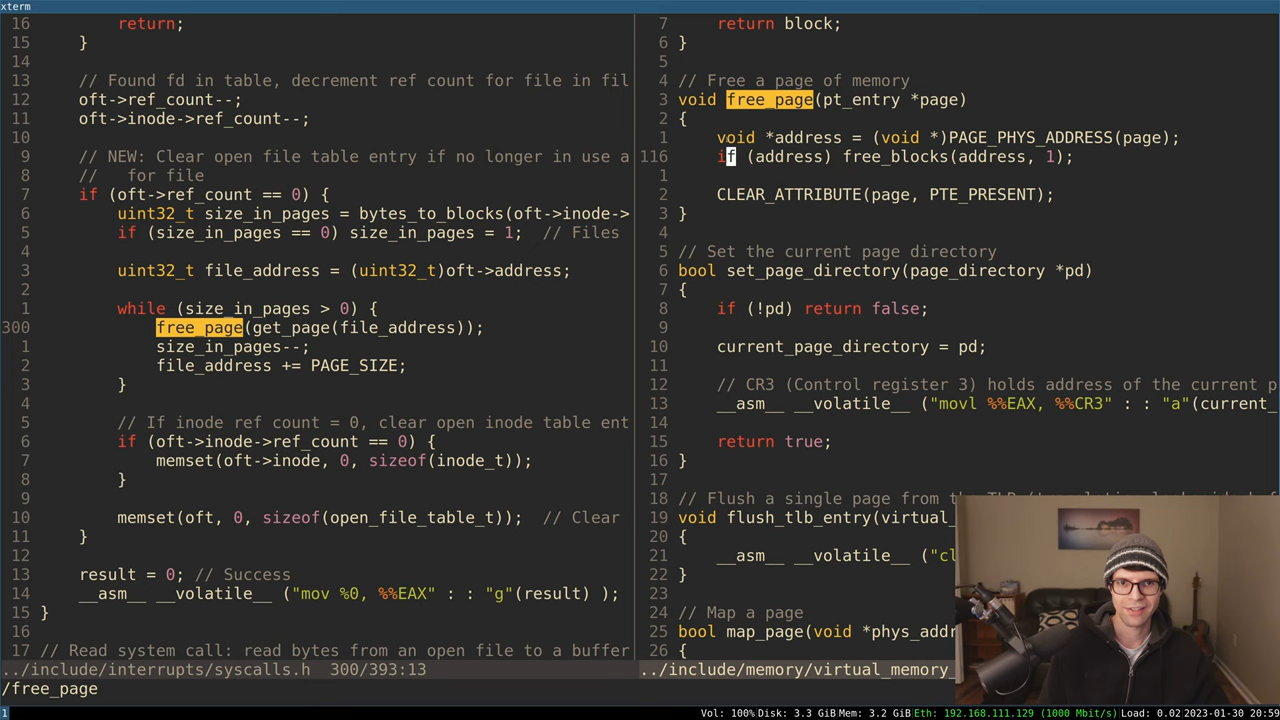 xterm
16 return;
15 }
14
13 // Found fd in table, decrement ref count for file in fil
12 oft->ref_count--;
11 oft->inode->ref_count--;
10
9 // NEW: Clear open file table entry if no longer in use a
8 //   for file
7 if (oft->ref_count == 0) {
6 uint32_t size_in_pages = bytes_to_blocks(oft->inode->
5 if (size_in_pages == 0) size_in_pages = 1;  // Files
4
3 uint32_t file_address = (uint32_t)oft->address;
2
1 while (size_in_pages > 0) {
300 free_page(get_page(file_address));
1 size_in_pages--;
2 file_address += PAGE_SIZE;
3 }
4
5 // If inode ref count = 0, clear open inode table ent
6 if (oft->inode->ref_count == 0) {
7 memset(oft->inode, 0, sizeof(inode_t));
8 }
9
10 memset(oft, 0, sizeof(open_file_table_t));  // Clear
11 }
12
13 result = 0; // Success
14 __asm__ __volatile__ ("mov %0, %%EAX" : : "g"(result) );
15 }
16
17 // Read system call: read bytes from an open file to a buffer
../include/interrupts/syscalls.h  300/393:13
/free_page
7 return block;
6 }
5
4 // Free a page of memory
3 void free_page(pt_entry *page)
2 {
1 void *address = (void *)PAGE_PHYS_ADDRESS(page);
116 if (address) free_blocks(address, 1);
1
2 CLEAR_ATTRIBUTE(page, PTE_PRESENT);
3 }
4
5 // Set the current page directory
6 bool set_page_directory(page_directory *pd)
7 {
8 if (!pd) return false;
9
10 current_page_directory = pd;
11
12 // CR3 (Control register 3) holds address of the current p
13 __asm__ __volatile__ ("movl %%EAX, %%CR3" : : "a"(current_
14
15 return true;
16 }
17
18 // Flush a single page from
19 void flush_tlb_entry(virtual_
20 {
21 __asm__ __volatile__ ("cl
22 }
23
24 // Map a page
25 bool map_page(void *phys_addr
26 {
../include/memory/virtual_memory_
1 Vol: 100% Disk: 3.3 GiB Mem: 3.2 GiB Eth: 192.168.111.129 (1000 Mbit/s) Load: 0.02 2023-01-30 20:59